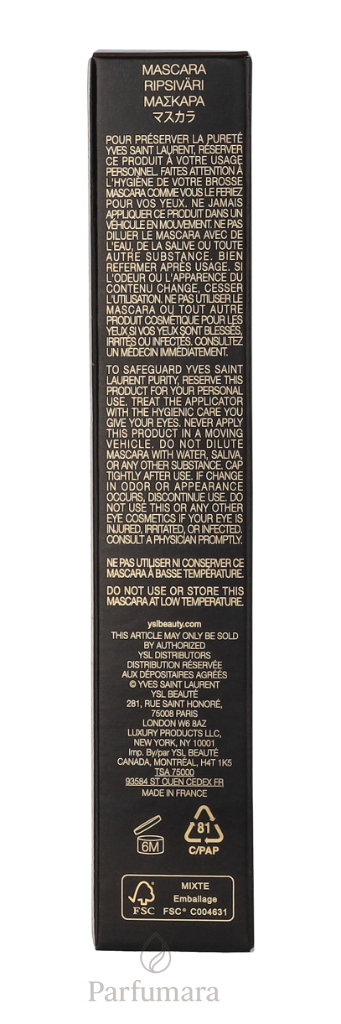 MASCARA
RIPSIVÄRI
ΜΑΣΚΑΡΑ
マスカラ
POUR PRÉSERVER LA PURETÉ
YVES SAINT LAURENT, RÉSERVER
CE PRODUIT À VOTRE USAGE
PERSONNEL. FAITES ATTENTION À
L'HYGIÈNE DE VOTRE BROSSE
MASCARA COMME VOUS LE FERIEZ
POUR VOS YEUX. NE JAMAIS
APPLIQUER CE PRODUIT DANS UN
VÉHICULE EN MOUVEMENT. NE PAS
DILUER LE MASCARA AVEC DE
L'EAU, DE LA SALIVE OU TOUTE
AUTRE SUBSTANCE. BIEN
REFERMER APRÈS USAGE. SI
L'ODEUR OU L'APPARENCE DU
CONTENU CHANGE, CESSER
L'UTILISATION. NE PAS UTILISER LE
MASCARA OU TOUT AUTRE
PRODUIT COSMÉTIQUE POUR LES
YEUX SI VOS YEUX SONT BLESSÉS,
IRRITÉS OU INFECTÉS. CONSULTEZ
UN MÉDECIN IMMÉDIATEMENT.
TO SAFEGUARD YVES SAINT
LAURENT PURITY, RESERVE THIS
PRODUCT FOR YOUR PERSONAL
USE. TREAT THE APPLICATOR
WITH THE HYGIENIC CARE YOU
GIVE YOUR EYES. NEVER APPLY
THIS PRODUCT IN A MOVING
VEHICLE. DO NOT DILUTE
MASCARA WITH WATER, SALIVA,
OR ANY OTHER SUBSTANCE. CAP
TIGHTLY AFTER USE. IF CHANGE
IN ODOR OR APPEARANCE
OCCURS, DISCONTINUE USE. DO
NOT USE THIS OR ANY OTHER
EYE COSMETICS IF YOUR EYE IS
INJURED, IRRITATED, OR INFECTED.
CONSULT A PHYSICIAN PROMPTLY.
NE PAS UTILISER NI CONSERVER CE
MASCARA À BASSE TEMPÉRATURE.
DO NOT USE OR STORE THIS
MASCARA AT LOW TEMPERATURE.
yslbeauty.com
THIS ARTICLE MAY ONLY BE SOLD
BY AUTHORIZED
YSL DISTRIBUTORS
DISTRIBUTION RÉSERVÉE
AUX DÉPOSITAIRES AGRÉÉS
© YVES SAINT LAURENT
YSL BEAUTÉ
281, RUE SAINT HONORÉ,
75008 PARIS
LONDON W6 8AZ
LUXURY PRODUCTS LLC,
NEW YORK, NY 10001
Imp. By/par YSL BEAUTÉ
CANADA, MONTRÉAL, H4T 1K5
TSA 75000
93584 ST OUEN CEDEX FR
MADE IN FRANCE
6M
81
C/PAP
FSC
MIXTE
Emballage
FSC® C004631
Parfumara